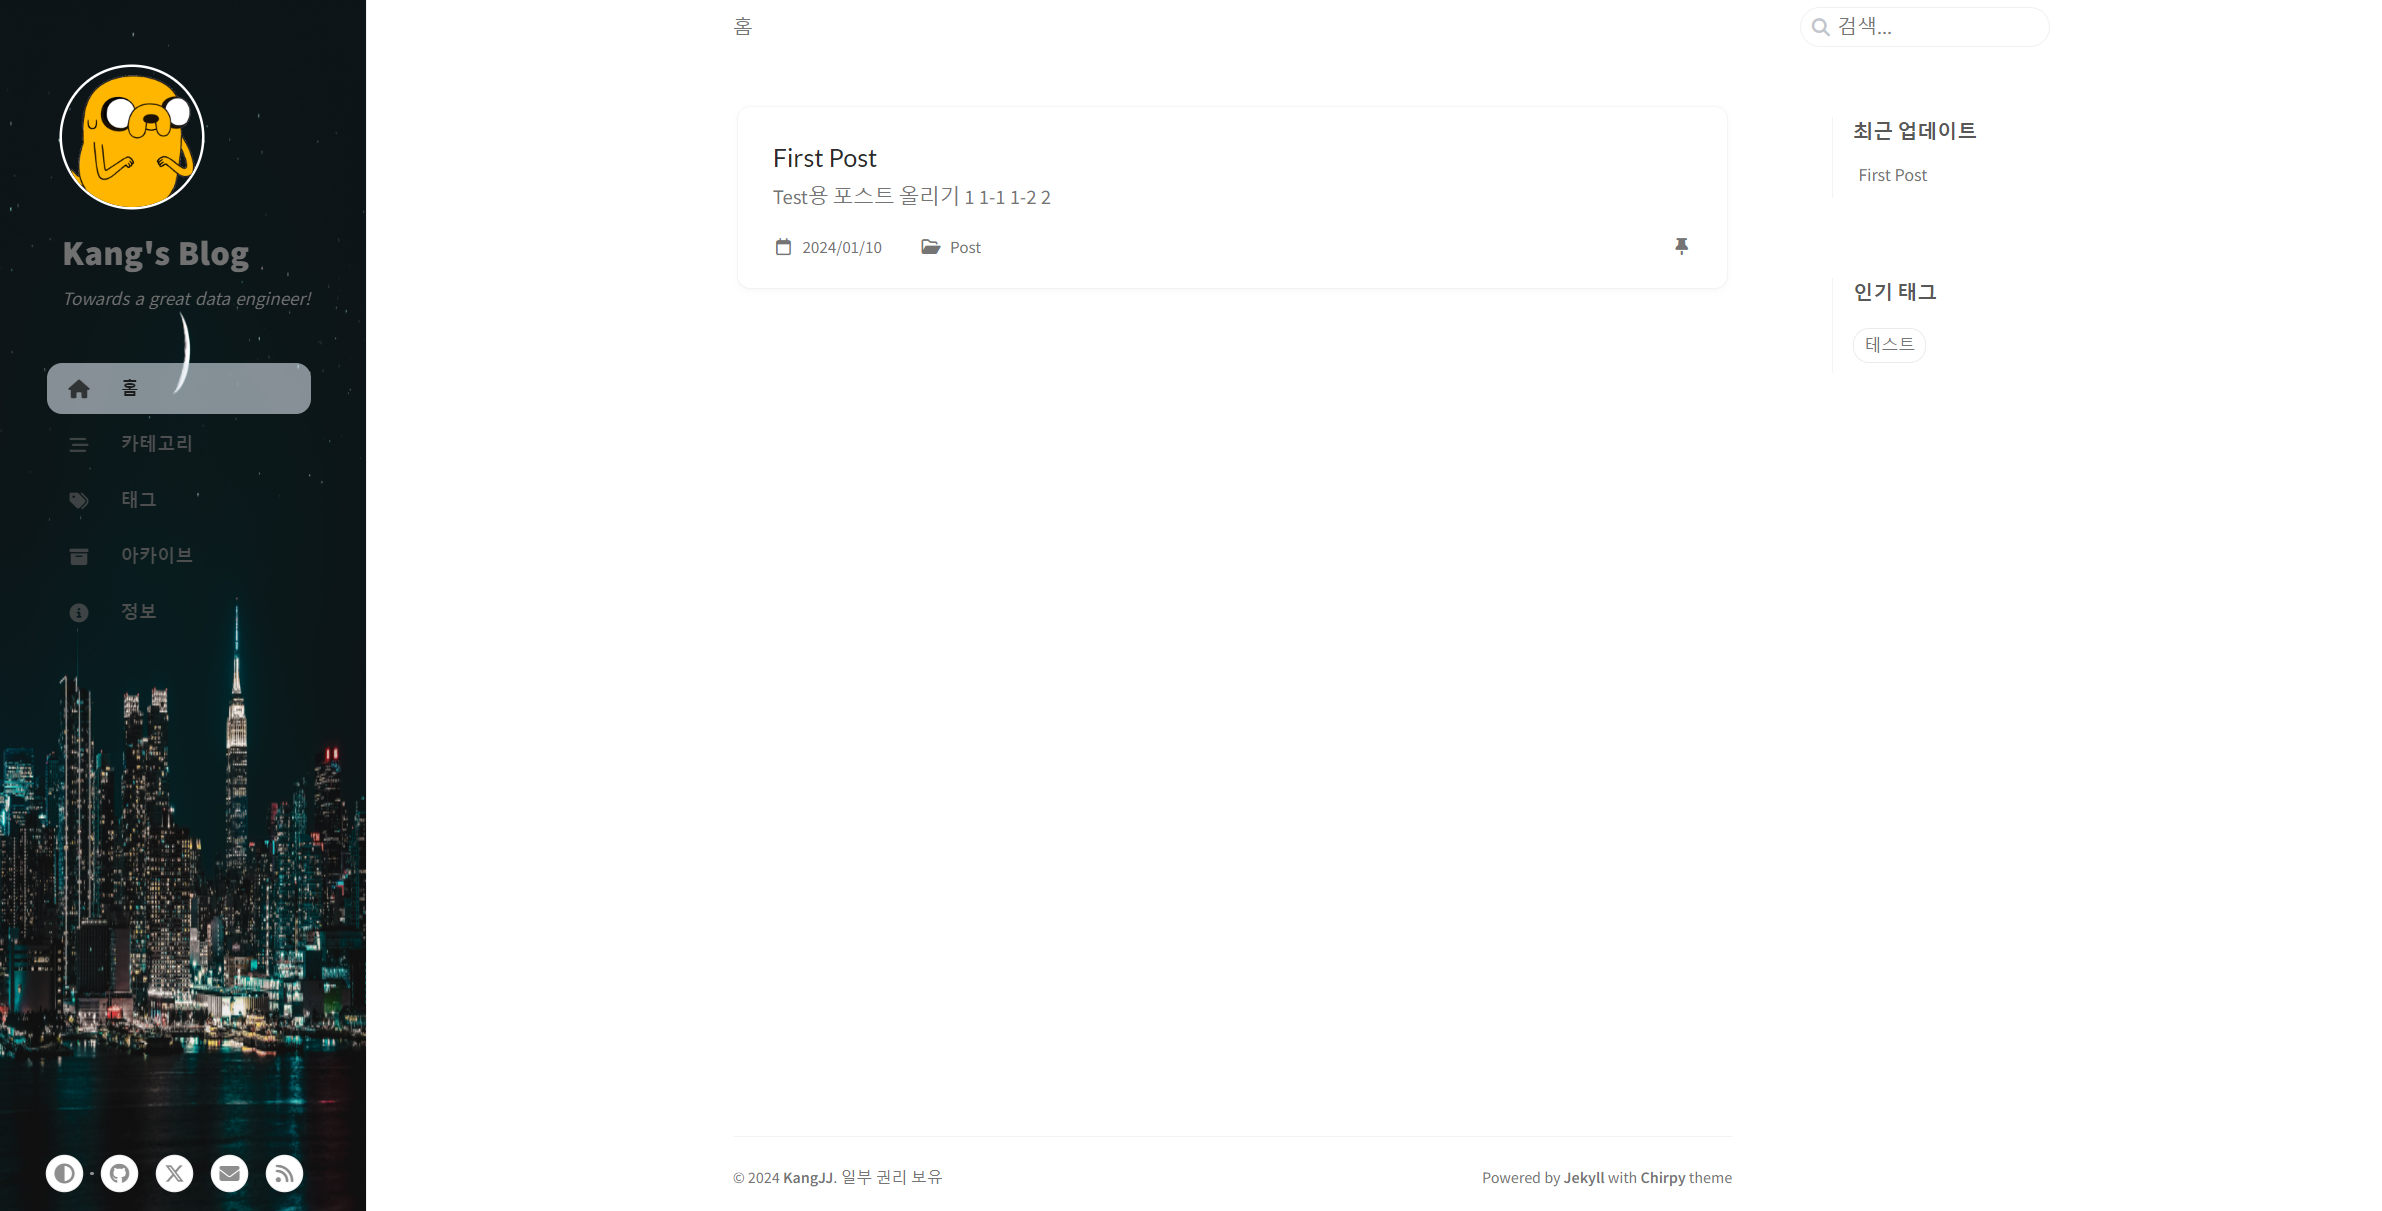 Kang's Blog
Towards a great data engineer!
홈
카테고리
태그
아카이브
정보
홈
검색...
First Post
Test용 포스트 올리기 1 1-1 1-2 2
2024/01/10
Post
최근 업데이트
First Post
인기 태그
테스트
© 2024 KangJJ. 일부 권리 보유
Powered by Jekyll with Chirpy theme